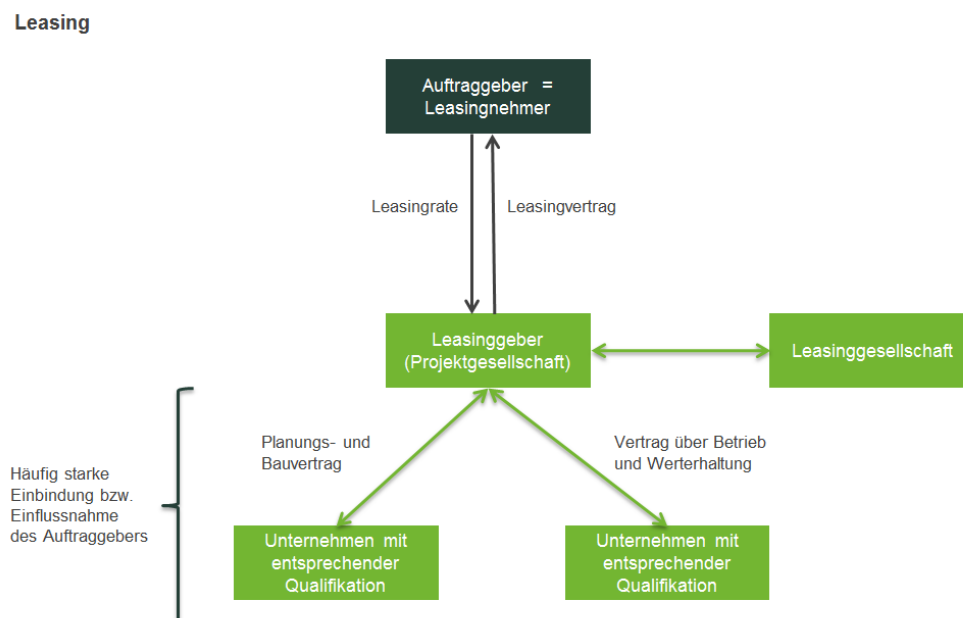 Leasing
Auftraggeber =
Leasingnehmer
Leasingrate
Leasingvertrag
Leasinggeber
(Projektgesellschaft)
Leasinggesellschaft
Planungs- und
Bauvertrag
Vertrag über Betrieb
und Werterhaltung
Häufig starke
Einbindung bzw.
Einflussnahme
des Auftraggebers
Unternehmen mit
entsprechender
Qualifikation
Unternehmen mit
entsprechender
Qualifikation